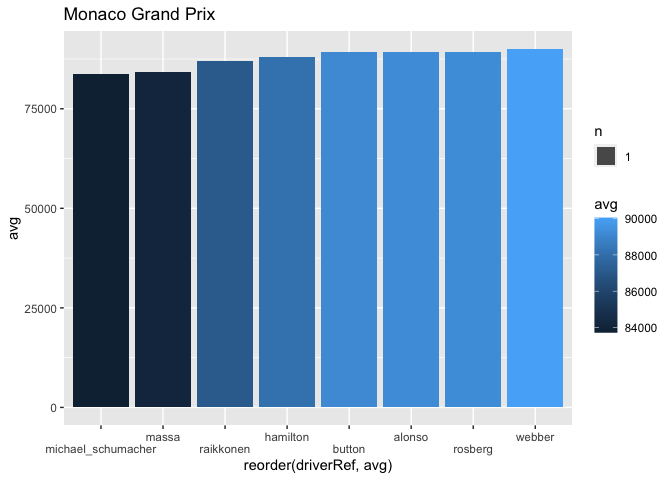 Monaco Grand Prix
avg
75000
50000
25000
0
massa hamilton alonso webber
michael_schumacher raikkonen button rosberg
reorder(driverRef, avg)
n
1
avg
90000
88000
86000
84000